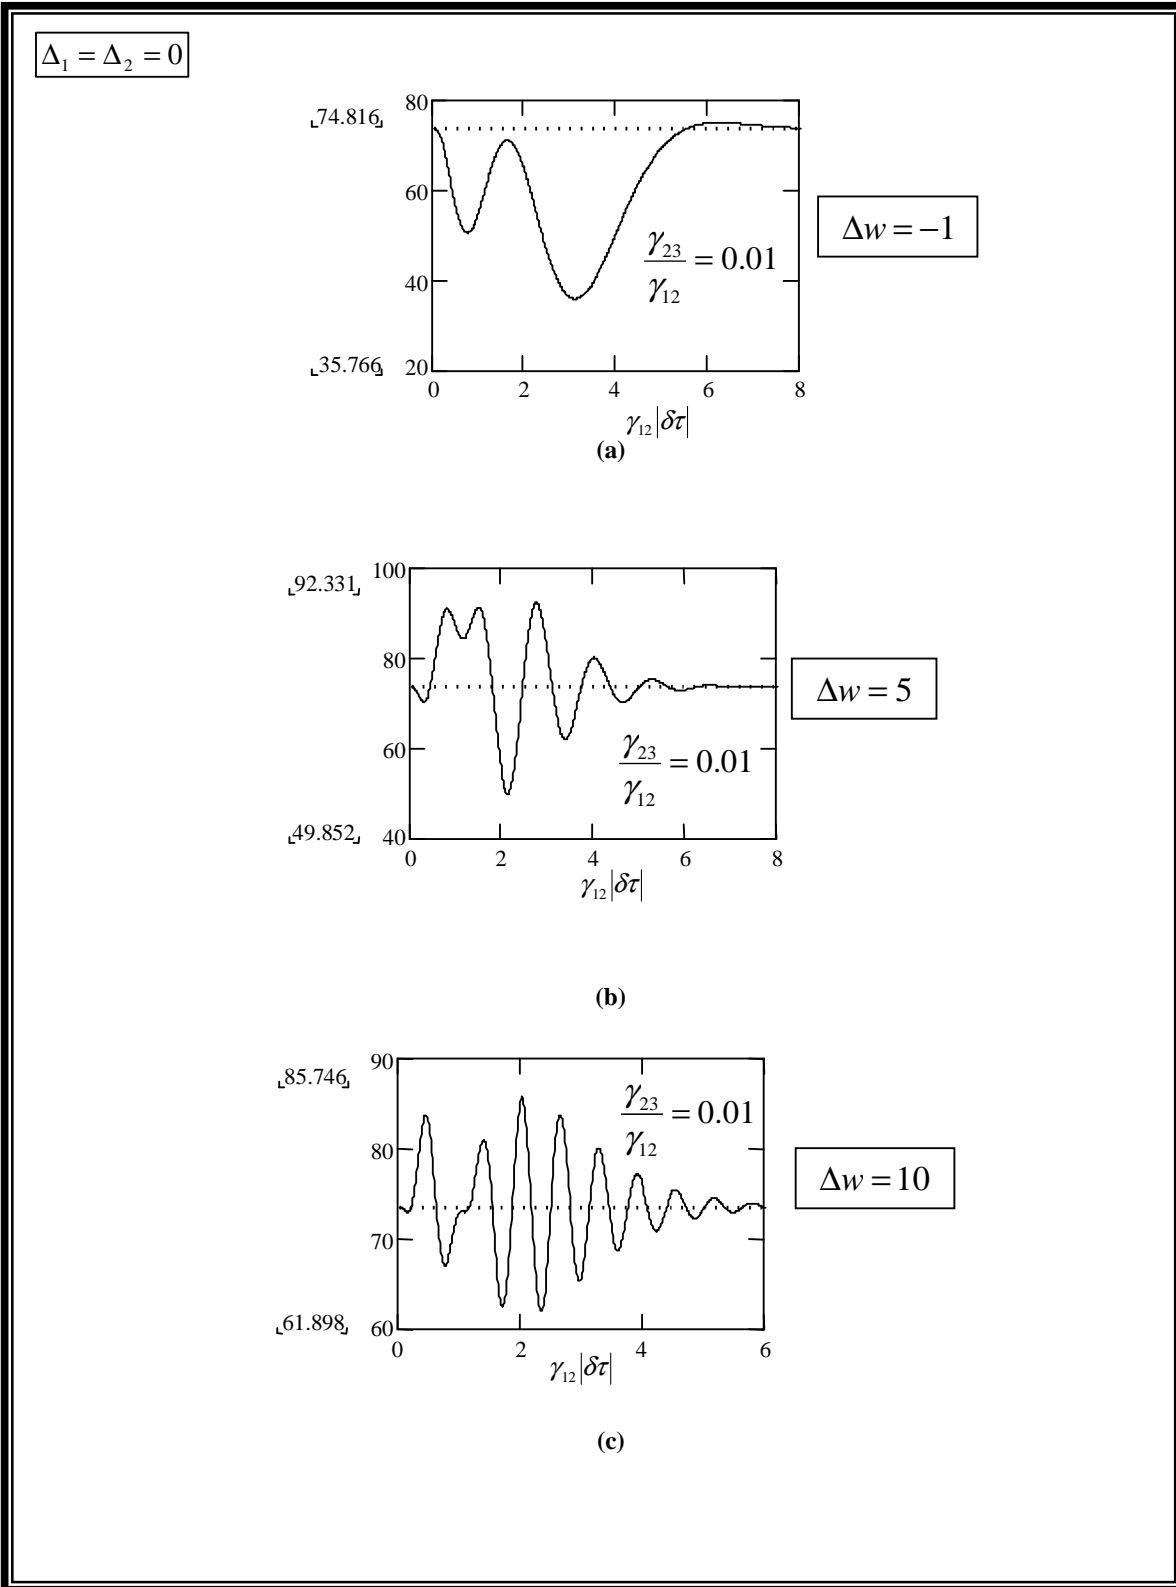 Δ₁ = Δ₂ = 0
80
74.816
60
Δw = −1
γ₂₃/γ₁₂ = 0.01
40
35.766
20
0 2 4 6 8
γ₁₂|δτ|
(a)
100
92.331
80
Δw = 5
60
γ₂₃/γ₁₂ = 0.01
49.852
40
0 2 4 6 8
γ₁₂|δτ|
(b)
90
85.746
γ₂₃/γ₁₂ = 0.01
80
Δw = 10
70
61.898
60
0 2 4 6
γ₁₂|δτ|
(c)